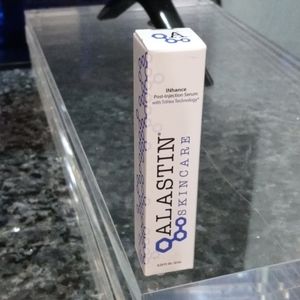 A
INhance
Post-Injection Serum
with TriHex Technology®
ALASTIN®
SKINCARE